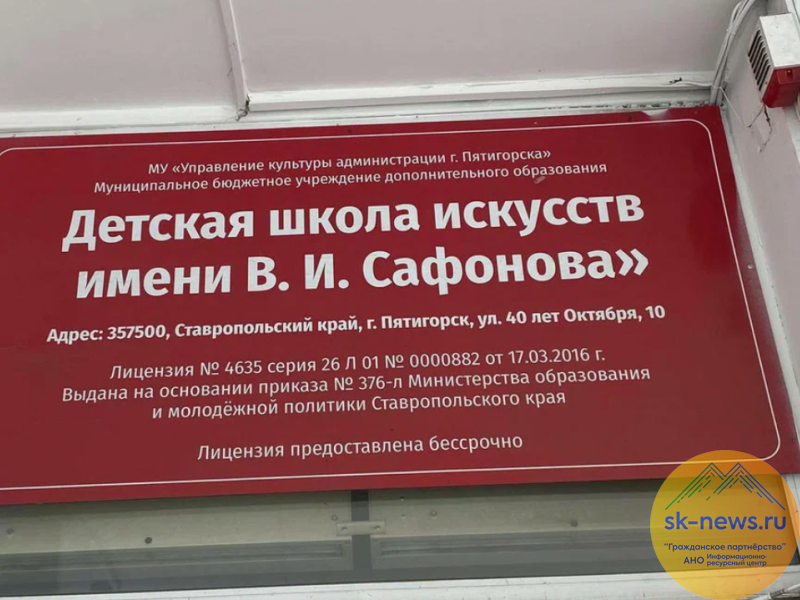 МУ «Управление культуры администрации г. Пятигорска»
Муниципальное бюджетное учреждение дополнительного образования
Детская школа искусств
имени В. И. Сафонова»
Адрес: 357500, Ставропольский край, г. Пятигорск, ул. 40 лет Октября, 10
Лицензия № 4635 серия 26 Л 01 № 0000882 от 17.03.2016 г.
Выдана на основании приказа № 376-л Министерства образования
и молодёжной политики Ставропольского края
Лицензия предоставлена бессрочно
sk-news.ru
"Гражданское партнёрство"
АНО Информационно-
ресурсный центр